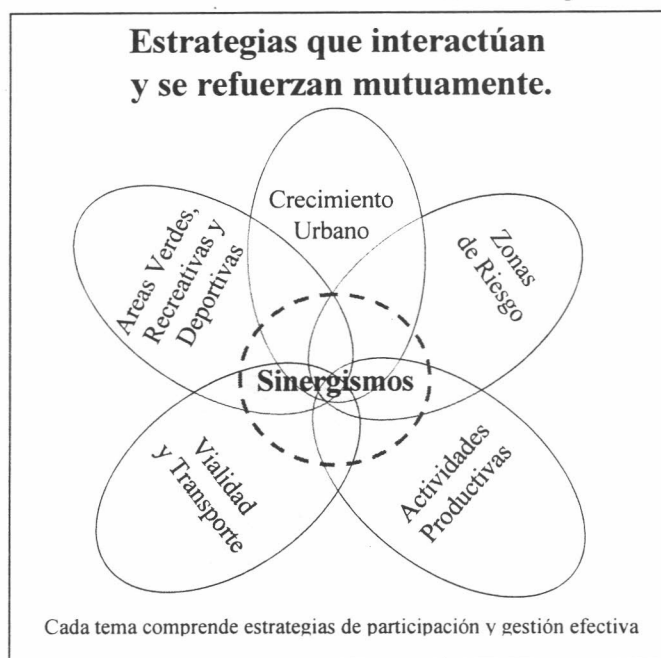 Estrategias que interactúan
y se refuerzan mutuamente.
Crecimiento
Urbano
Areas Verdes,
Recreativas y
Deportivas
Zonas
de Riesgo
Sinergismos
Vialidad
y Transporte
Actividades
Productivas
Cada tema comprende estrategias de participación y gestión efectiva